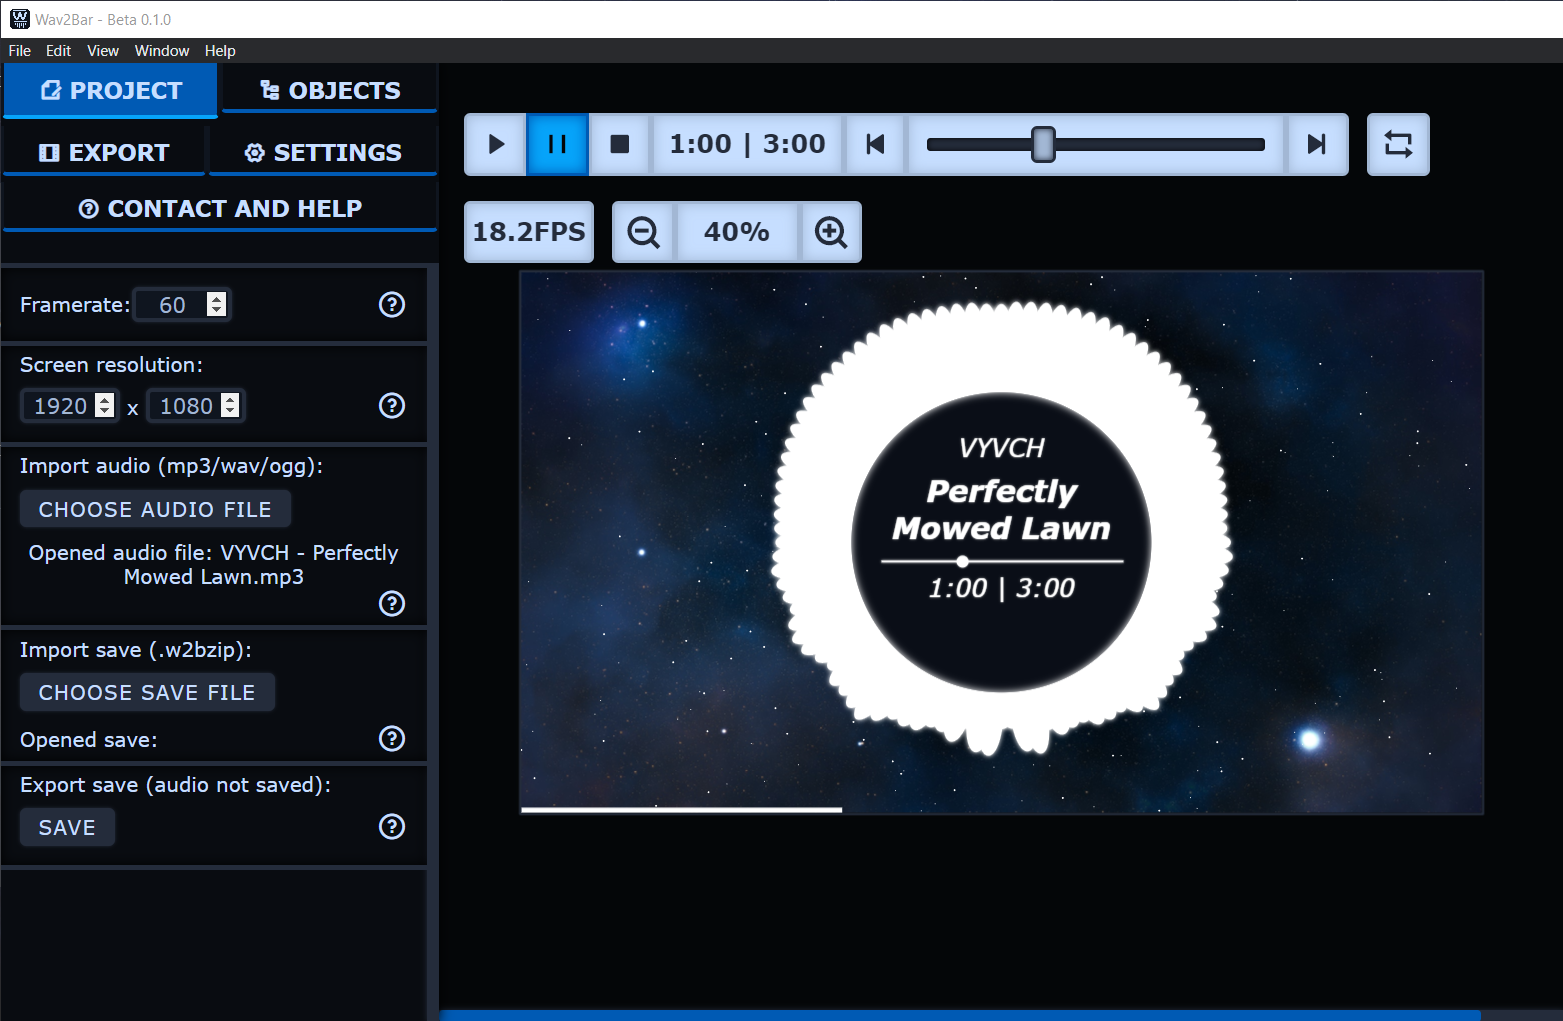 Wav2Bar - Beta 0.1.0
File Edit View Window Help
PROJECT OBJECTS
EXPORT SETTINGS
CONTACT AND HELP
Framerate: 60
Screen resolution:
1920 x 1080
Import audio (mp3/wav/ogg):
CHOOSE AUDIO FILE
Opened audio file: VYVCH - Perfectly
Mowed Lawn.mp3
Import save (.w2bzip):
CHOOSE SAVE FILE
Opened save:
Export save (audio not saved):
SAVE
1:00 | 3:00
18.2FPS
40%
VYVCH
Perfectly
Mowed Lawn
1:00 | 3:00